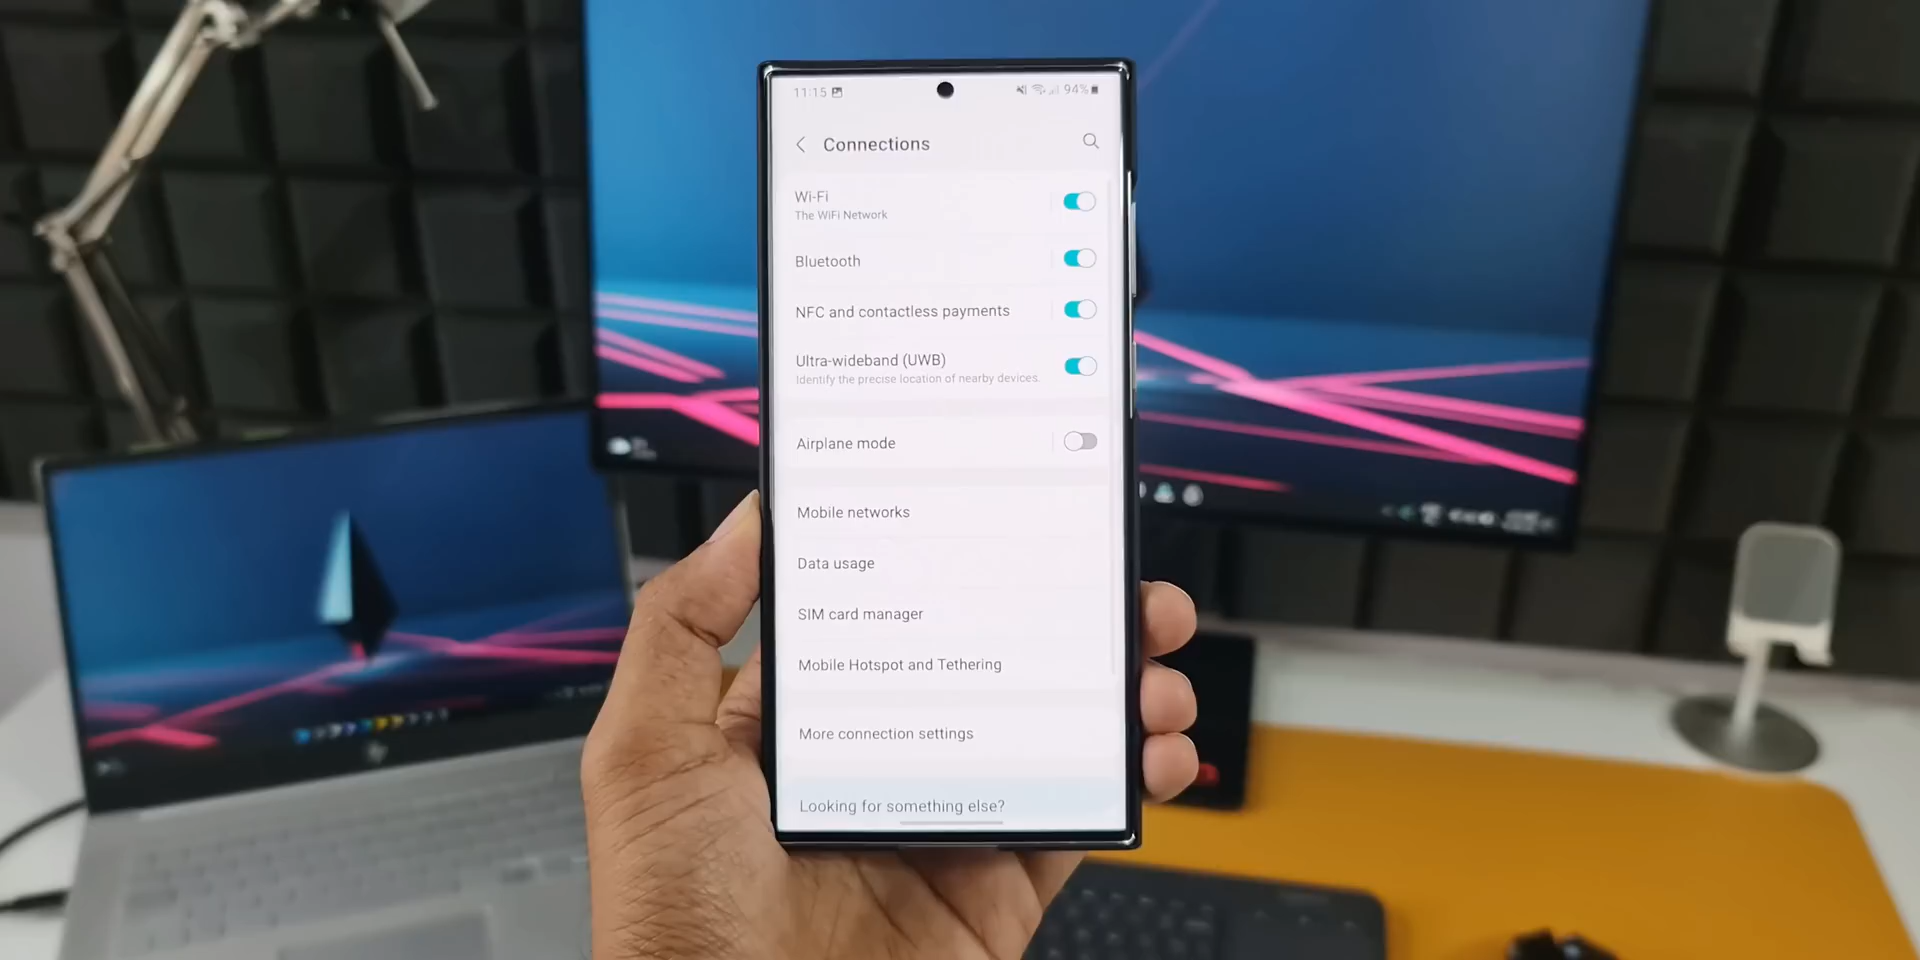 11:15
94%
Connections
Wi-Fi
The WiFi Network
Bluetooth
NFC and contactless payments
Ultra-wideband (UWB)
Identify the precise location of nearby devices.
Airplane mode
Mobile networks
Data usage
SIM card manager
Mobile Hotspot and Tethering
More connection settings
Looking for something else?